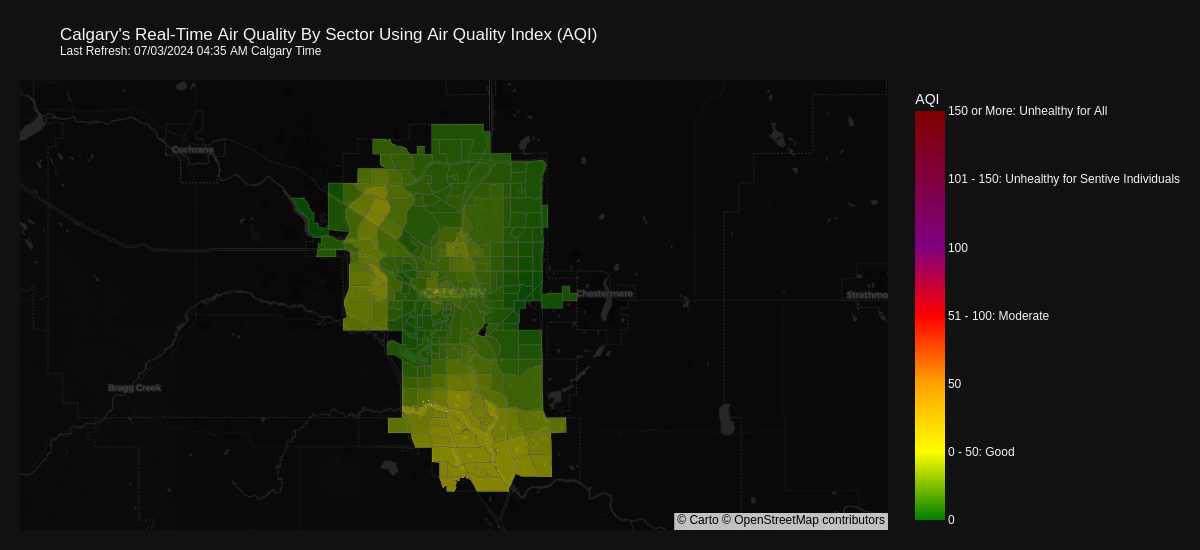 Calgary's Real-Time Air Quality By Sector Using Air Quality Index (AQI)
Last Refresh: 07/03/2024 04:35 AM Calgary Time
AQI
150 or More: Unhealthy for All
101 - 150: Unhealthy for Sentive Individuals
100
51 - 100: Moderate
50
0 - 50: Good
0
Cochrane
CALGARY
Chestermere
Strathmo
Bragg Creek
© Carto © OpenStreetMap contributors